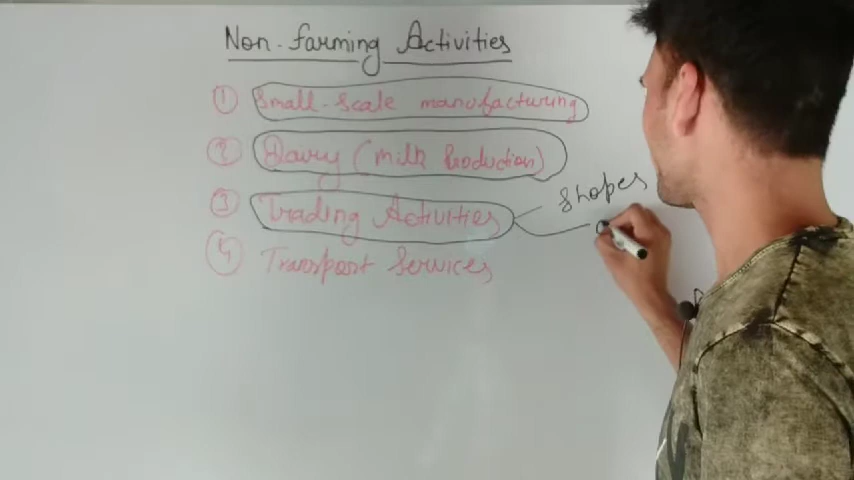 Non-farming Activities
① Small-scale manufacturing
② Dairy (Milk Production)
③ Trading Activities
shopes
④ Transport Services